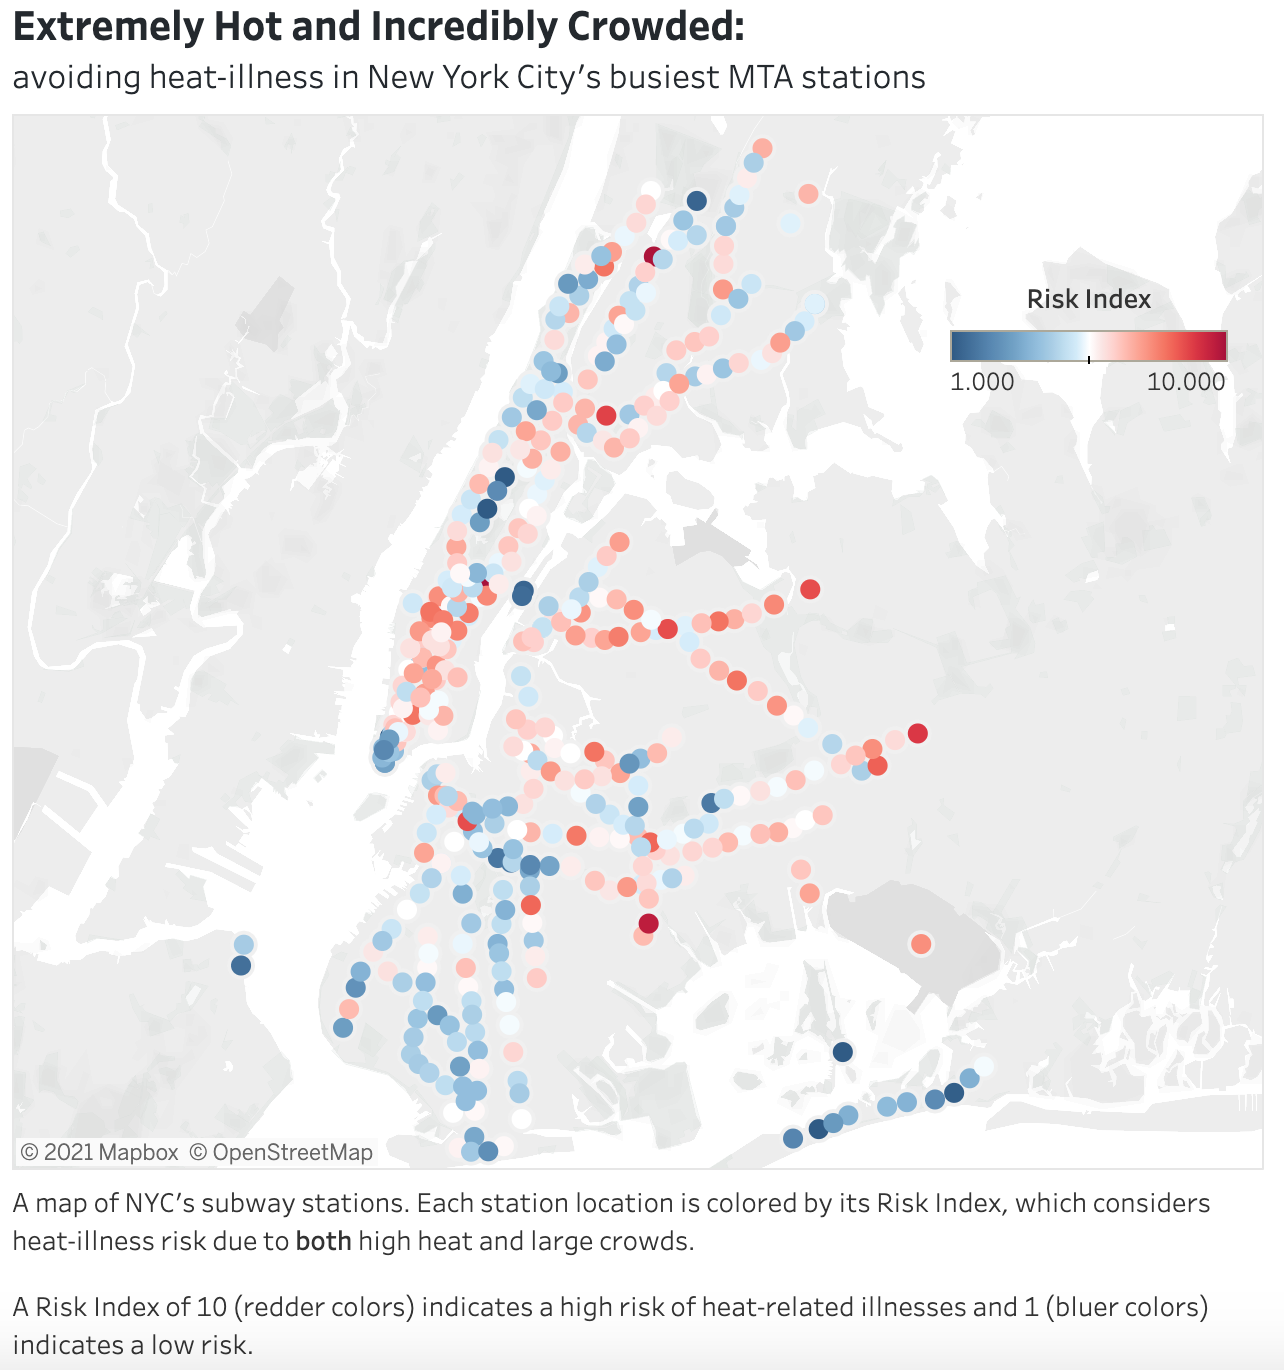 Extremely Hot and Incredibly Crowded:
avoiding heat-illness in New York City's busiest MTA stations
Risk Index
1.000 10.000
© 2021 Mapbox © OpenStreetMap
A map of NYC's subway stations. Each station location is colored by its Risk Index, which considers
heat-illness risk due to both high heat and large crowds.
A Risk Index of 10 (redder colors) indicates a high risk of heat-related illnesses and 1 (bluer colors)
indicates a low risk.